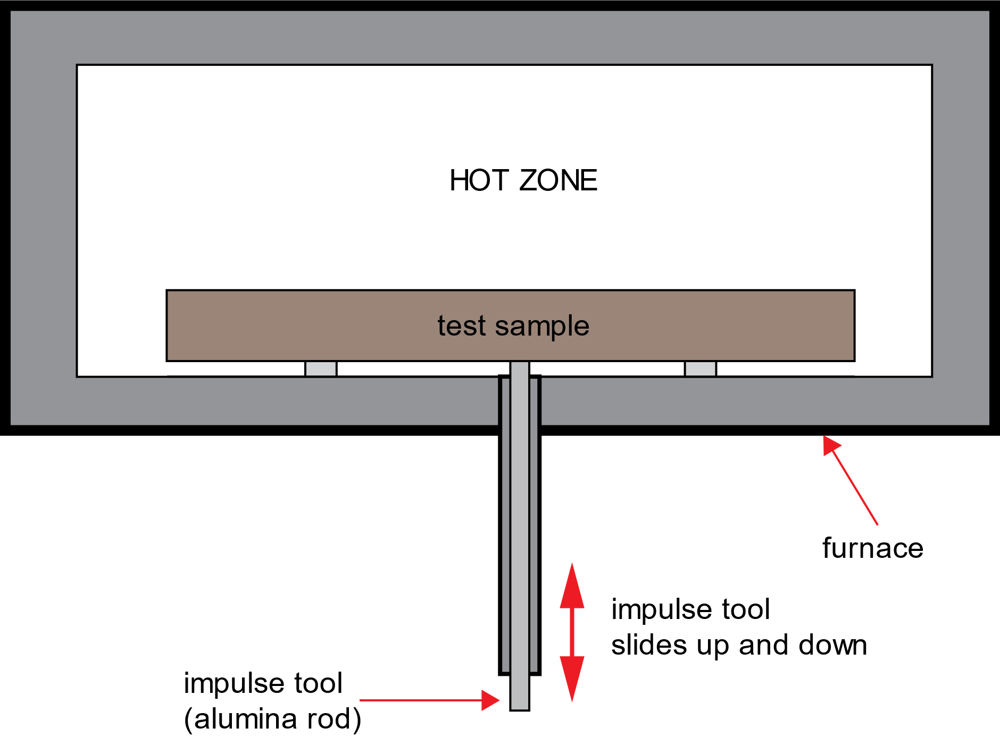 HOT ZONE
test sample
furnace
impulse tool
slides up and down
impulse tool
(alumina rod)